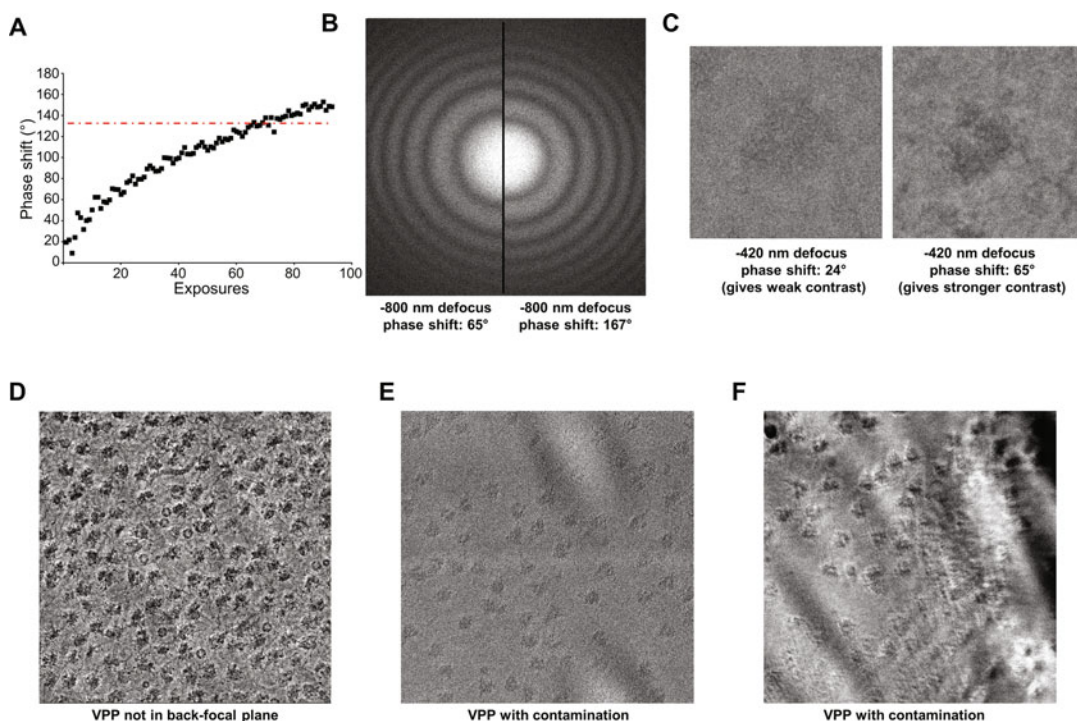 A
B
C
180
160
140
120
100
80
60
40
20
0
Phase shift (°)
20
40
60
80
100
Exposures
-800 nm defocus
phase shift: 65°
-800 nm defocus
phase shift: 167°
-420 nm defocus
phase shift: 24°
(gives weak contrast)
-420 nm defocus
phase shift: 65°
(gives stronger contrast)
D
E
F
VPP not in back-focal plane
VPP with contamination
VPP with contamination